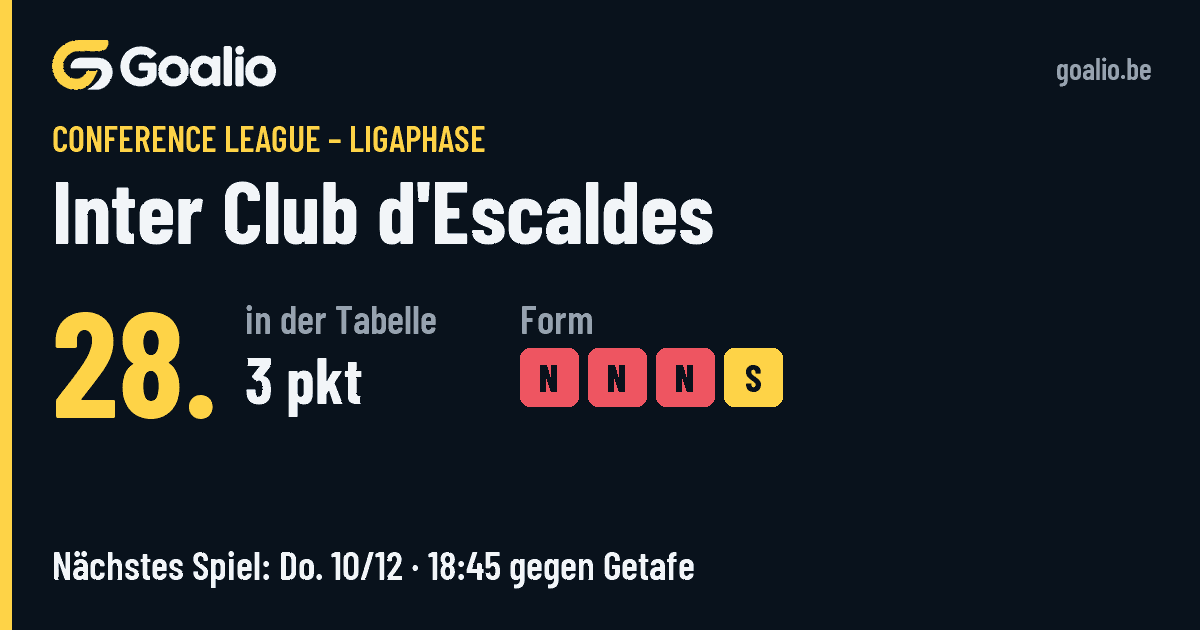 Goalio
goalio.be
CONFERENCE LEAGUE – LIGAPHASE
Inter Club d'Escaldes
28.
in der Tabelle
3 pkt
Form
N N N S
Nächstes Spiel: Do. 10/12 · 18:45 gegen Getafe